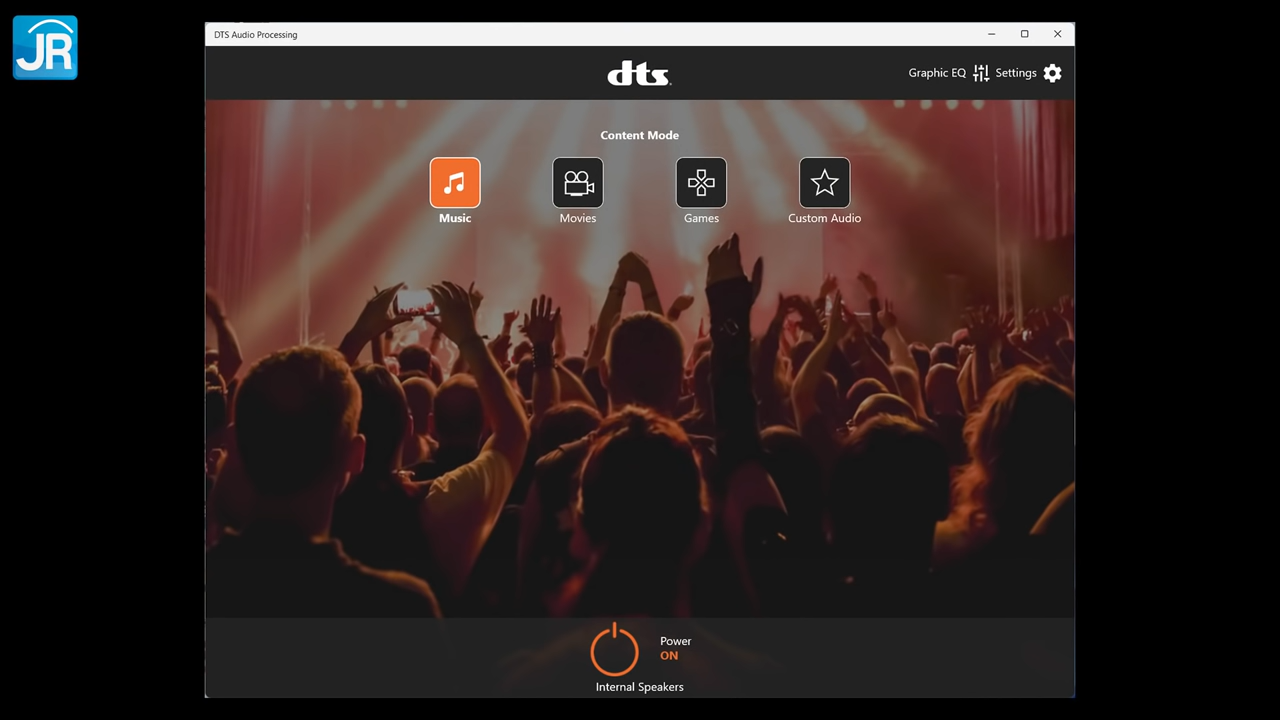 JR
DTS Audio Processing
dts
Graphic EQ
Settings
Content Mode
Music
Movies
Games
Custom Audio
Power
ON
Internal Speakers